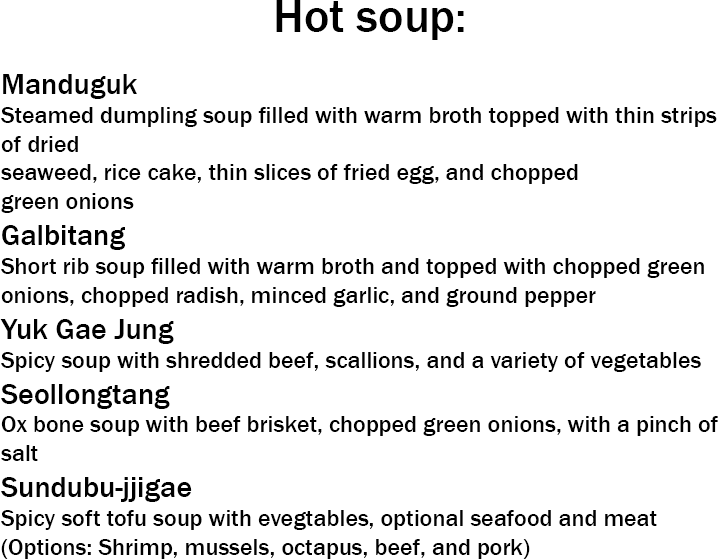 Hot soup:
Manduguk
Steamed dumpling soup filled with warm broth topped with thin strips
of dried
seaweed, rice cake, thin slices of fried egg, and chopped
green onions
Galbitang
Short rib soup filled with warm broth and topped with chopped green
onions, chopped radish, minced garlic, and ground pepper
Yuk Gae Jung
Spicy soup with shredded beef, scallions, and a variety of vegetables
Seollongtang
Ox bone soup with beef brisket, chopped green onions, with a pinch of
salt
Sundubu-jjigae
Spicy soft tofu soup with evegtables, optional seafood and meat
(Options: Shrimp, mussels, octapus, beef, and pork)